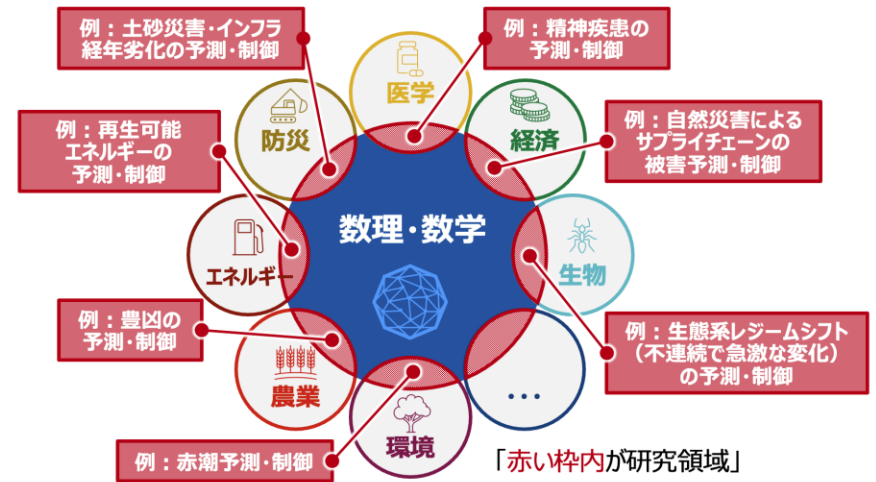 例：土砂災害・インフラ
経年劣化の予測・制御
例：精神疾患の
予測・制御
医学
防災
経済
例：再生可能
エネルギーの
予測・制御
例：自然災害による
サプライチェーンの
被害予測・制御
数理・数学
エネルギー
生物
例：豊凶の
予測・制御
例：生態系レジームシフト
（不連続で急激な変化）
の予測・制御
農業
…
環境
例：赤潮予測・制御
「赤い枠内が研究領域」